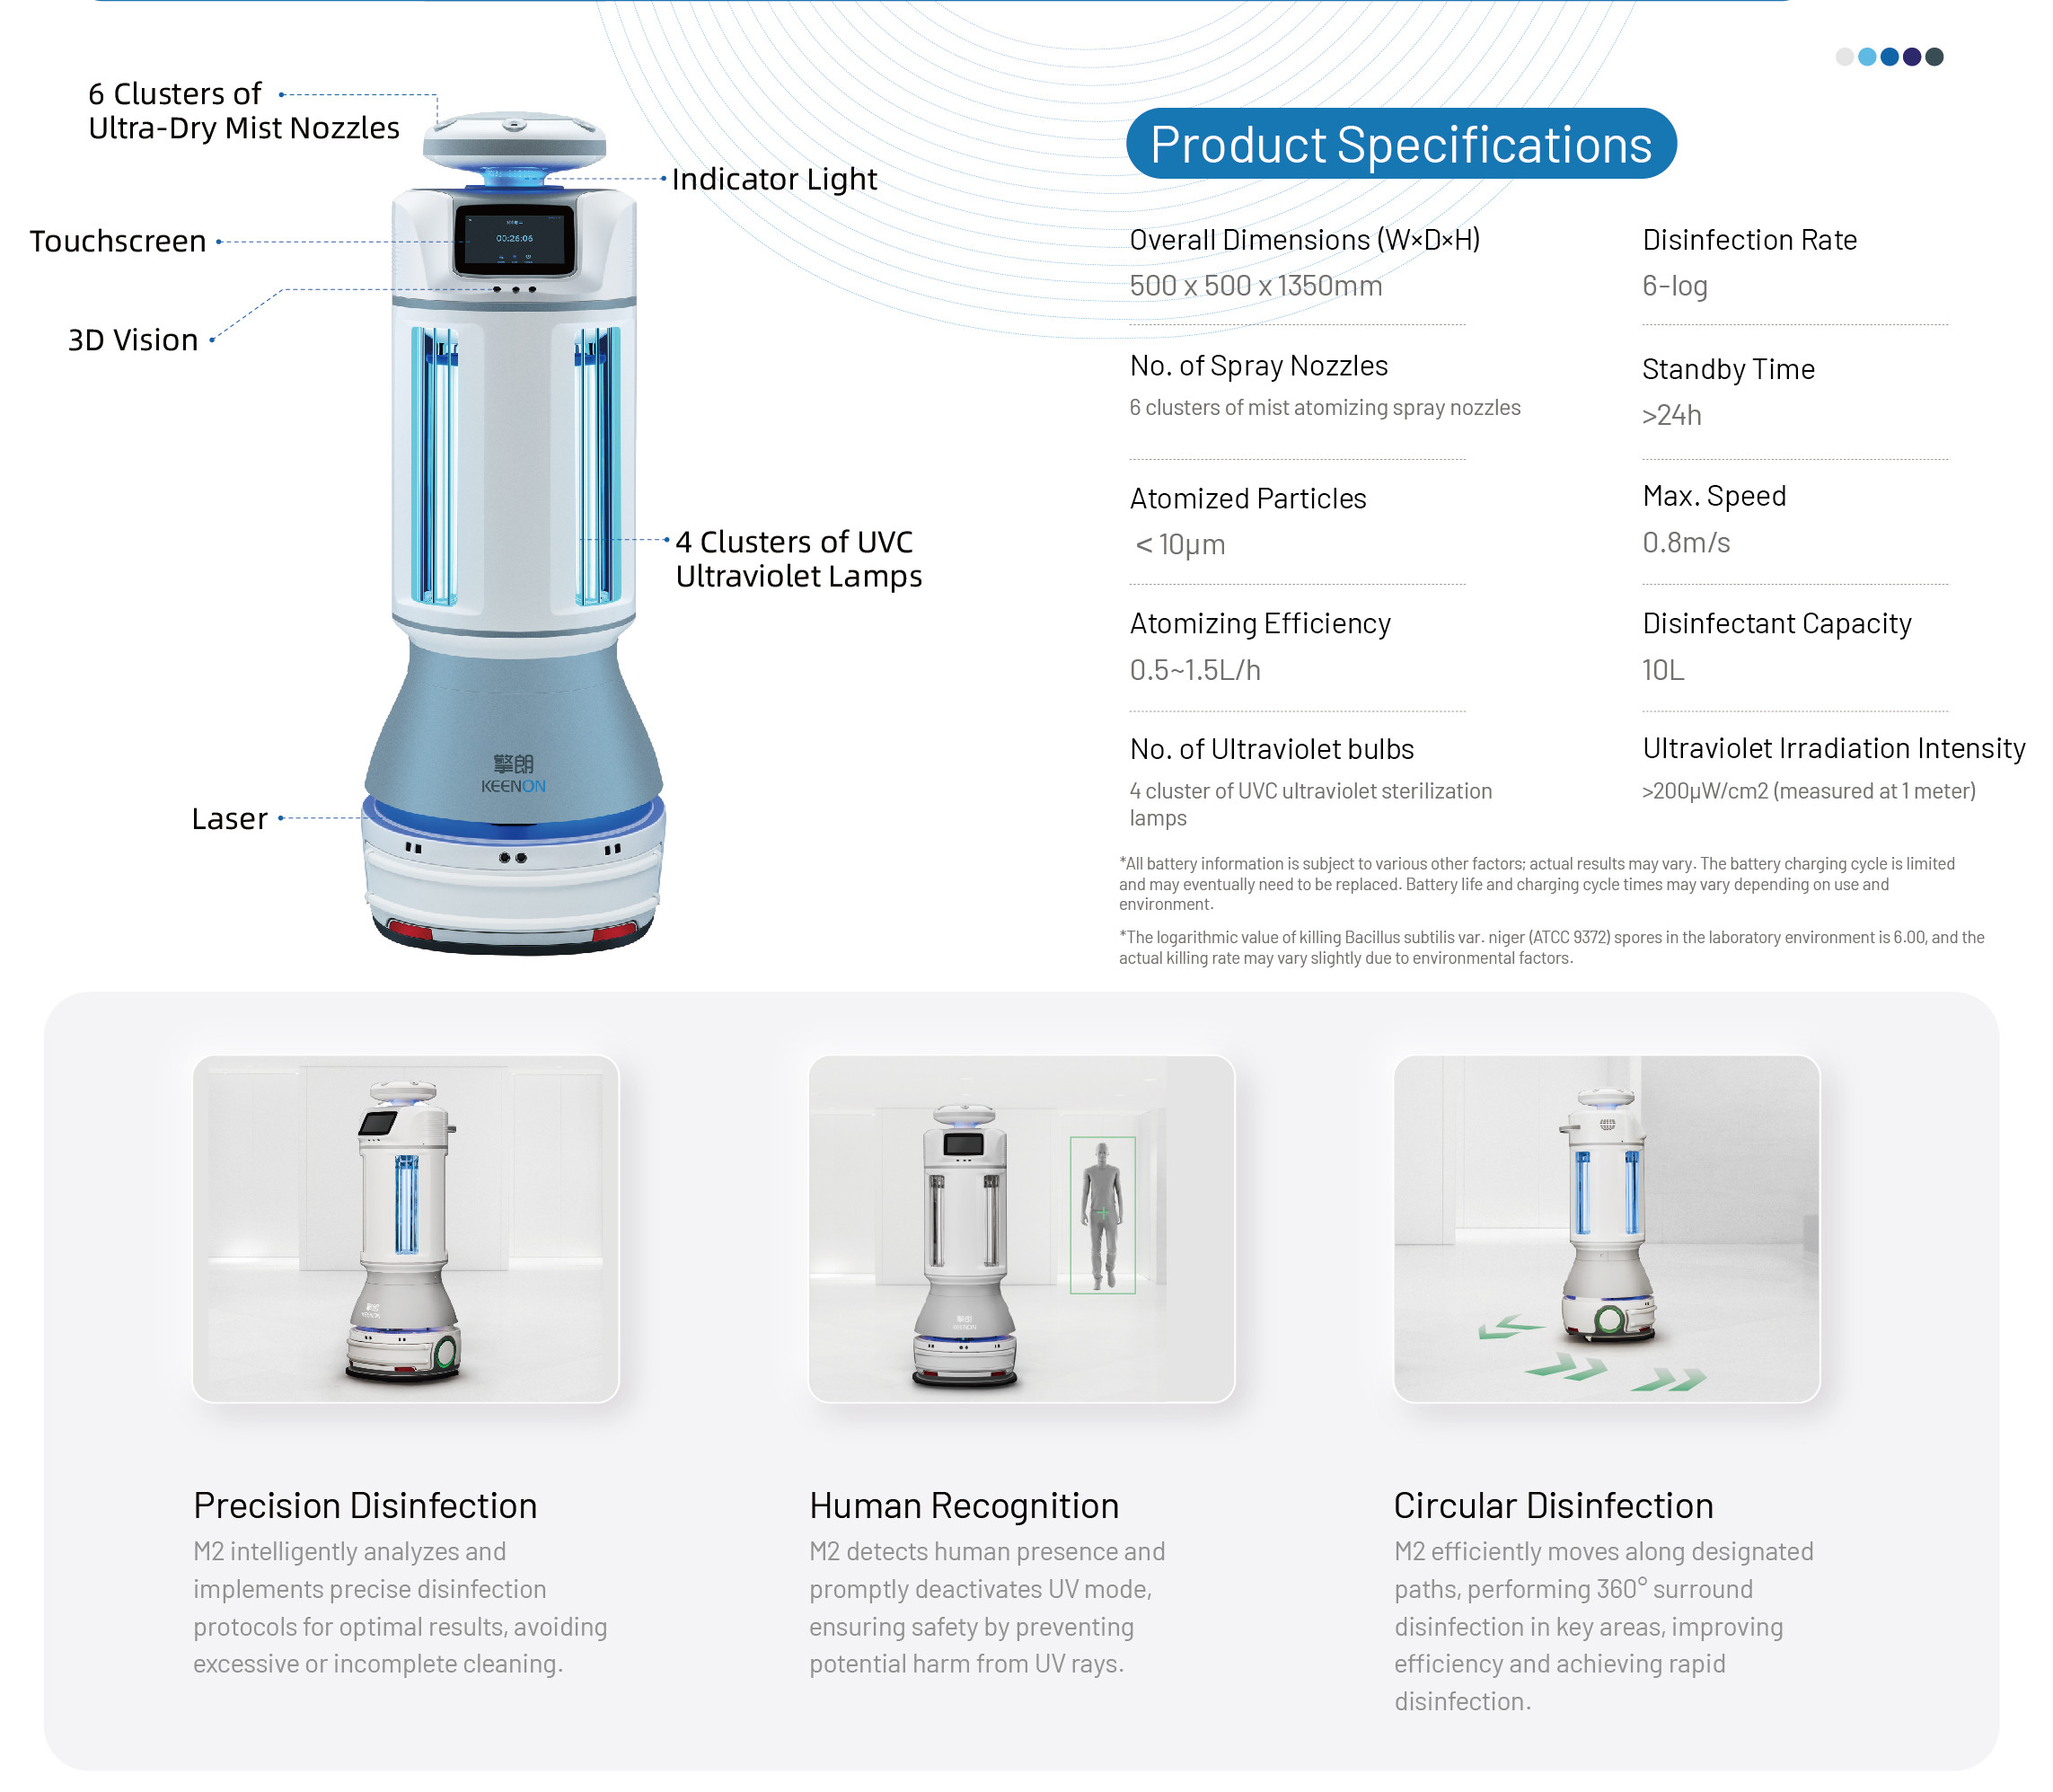 6 Clusters of
Ultra-Dry Mist Nozzles
Indicator Light
Touchscreen
00:26:06
3D Vision
4 Clusters of UVC
Ultraviolet Lamps
擎朗
KEENON
Laser
Product Specifications
Overall Dimensions (W×D×H)
500 x 500 x 1350mm
No. of Spray Nozzles
6 clusters of mist atomizing spray nozzles
Atomized Particles
< 10μm
Atomizing Efficiency
0.5~1.5L/h
No. of Ultraviolet bulbs
4 cluster of UVC ultraviolet sterilization
lamps
Disinfection Rate
6-log
Standby Time
>24h
Max. Speed
0.8m/s
Disinfectant Capacity
10L
Ultraviolet Irradiation Intensity
>200μW/cm2 (measured at 1 meter)
*All battery information is subject to various other factors; actual results may vary. The battery charging cycle is limited
and may eventually need to be replaced. Battery life and charging cycle times may vary depending on use and
environment.
*The logarithmic value of killing Bacillus subtilis var. niger (ATCC 9372) spores in the laboratory environment is 6.00, and the
actual killing rate may vary slightly due to environmental factors.
擎朗
KEENON
擎朗
KEENON
Precision Disinfection
M2 intelligently analyzes and
implements precise disinfection
protocols for optimal results, avoiding
excessive or incomplete cleaning.
Human Recognition
M2 detects human presence and
promptly deactivates UV mode,
ensuring safety by preventing
potential harm from UV rays.
Circular Disinfection
M2 efficiently moves along designated
paths, performing 360° surround
disinfection in key areas, improving
efficiency and achieving rapid
disinfection.